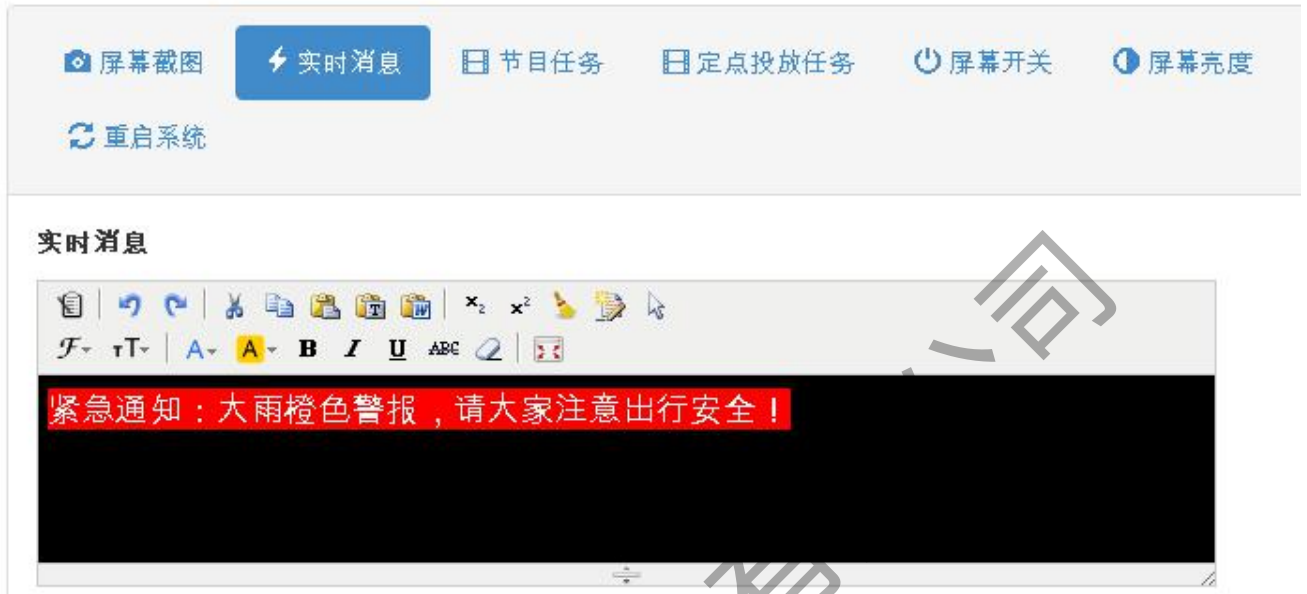 屏幕截图 实时消息 节目任务 定点投放任务 屏幕开关 屏幕亮度
重启系统
实时消息
紧急通知：大雨橙色警报，请大家注意出行安全！